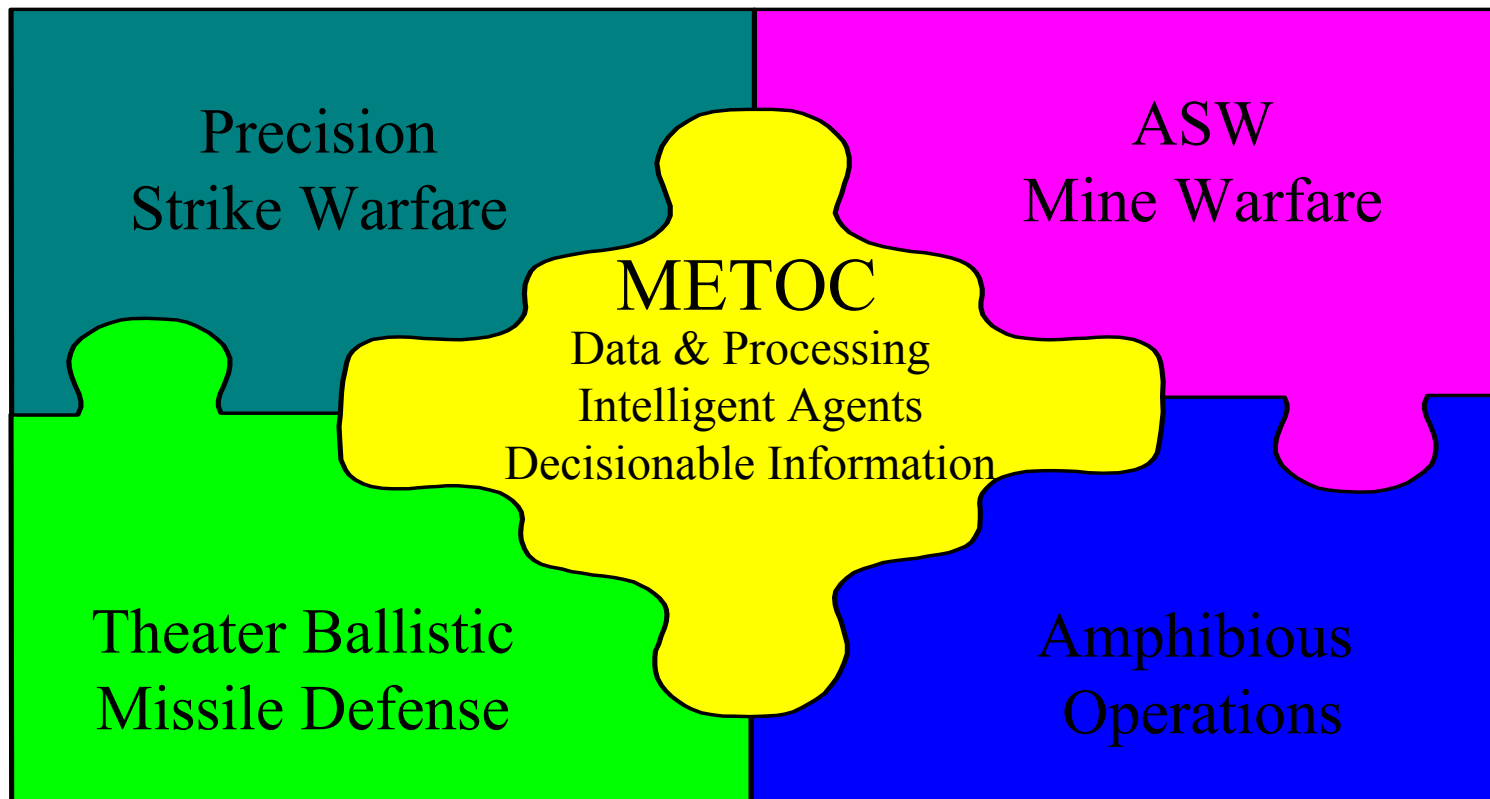 Precision
Strike Warfare
ASW
Mine Warfare
METOC
Data & Processing
Intelligent Agents
Decisionable Information
Theater Ballistic
Missile Defense
Amphibious
Operations